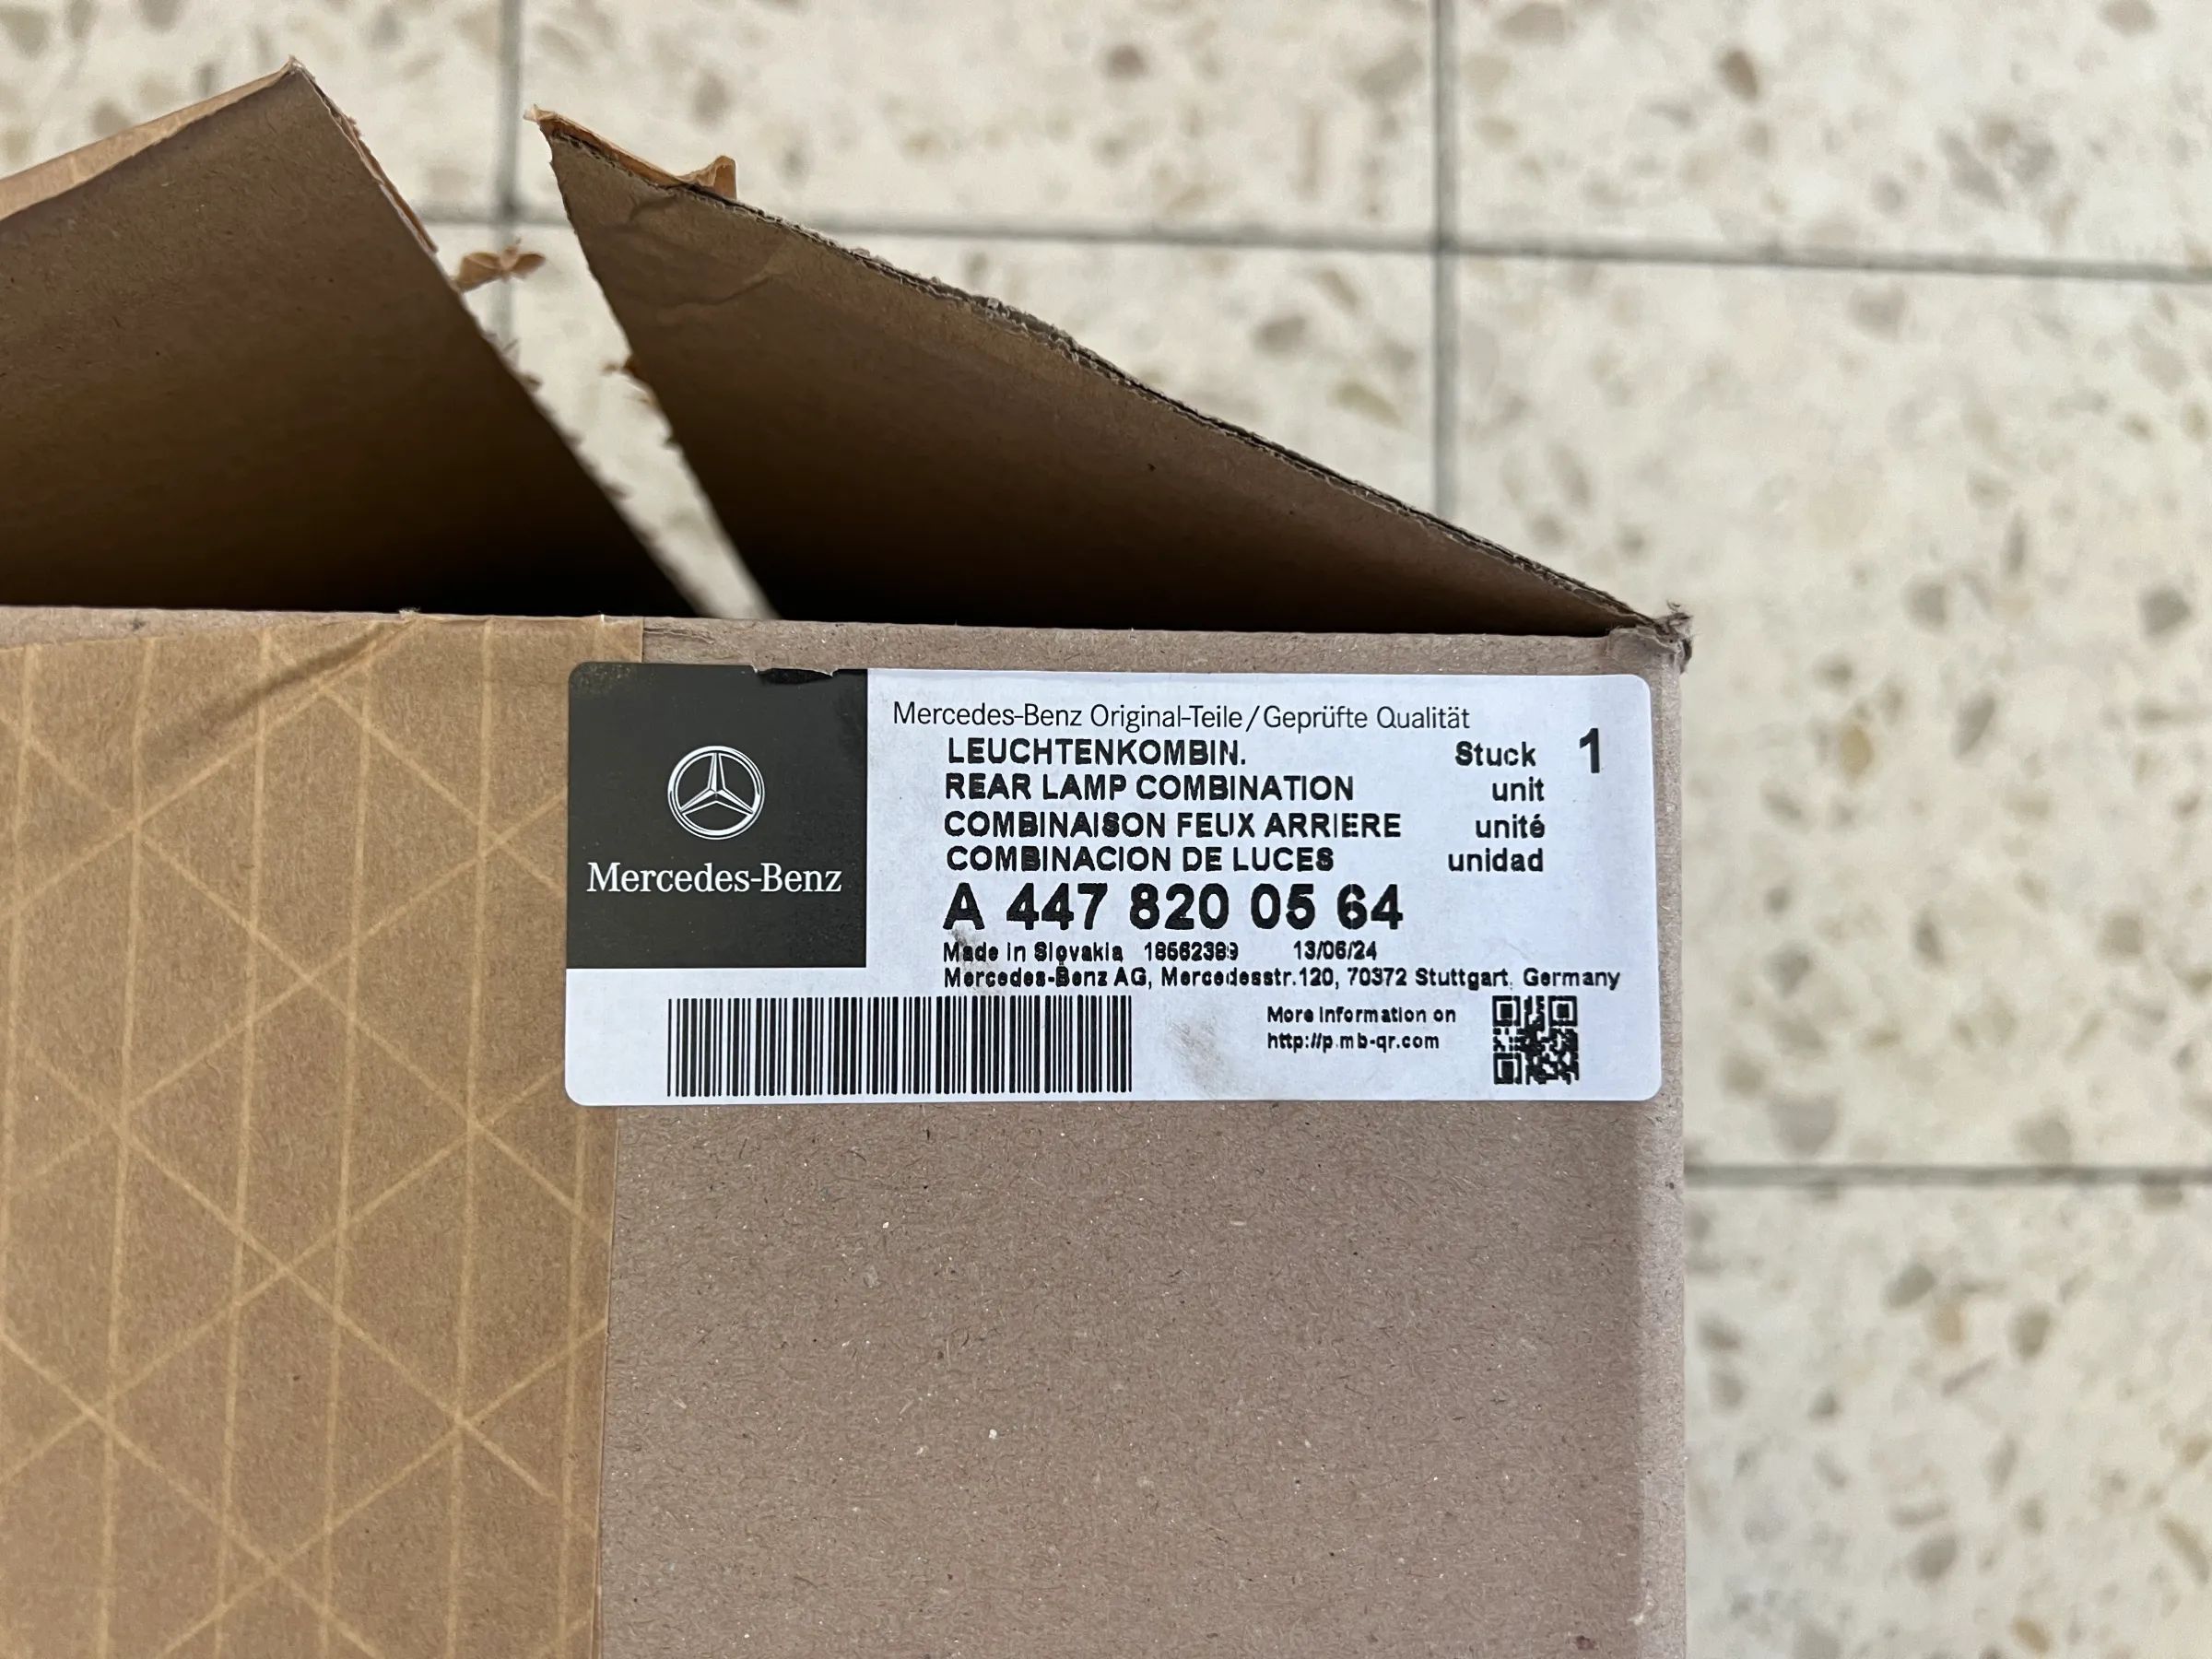 Mercedes-Benz
Mercedes-Benz Original-Teile/Geprüfte Qualität
LEUCHTENKOMBIN. Stuck 1
REAR LAMP COMBINATION unit
COMBINAISON FEUX ARRIERE unité
COMBINACION DE LUCES unidad
A 447 820 05 64
Made in Slovakia 18562389 13/06/24
Mercedes-Benz AG, Mercedesstr.120, 70372 Stuttgart, Germany
More information on
http://p.mb-qr.com